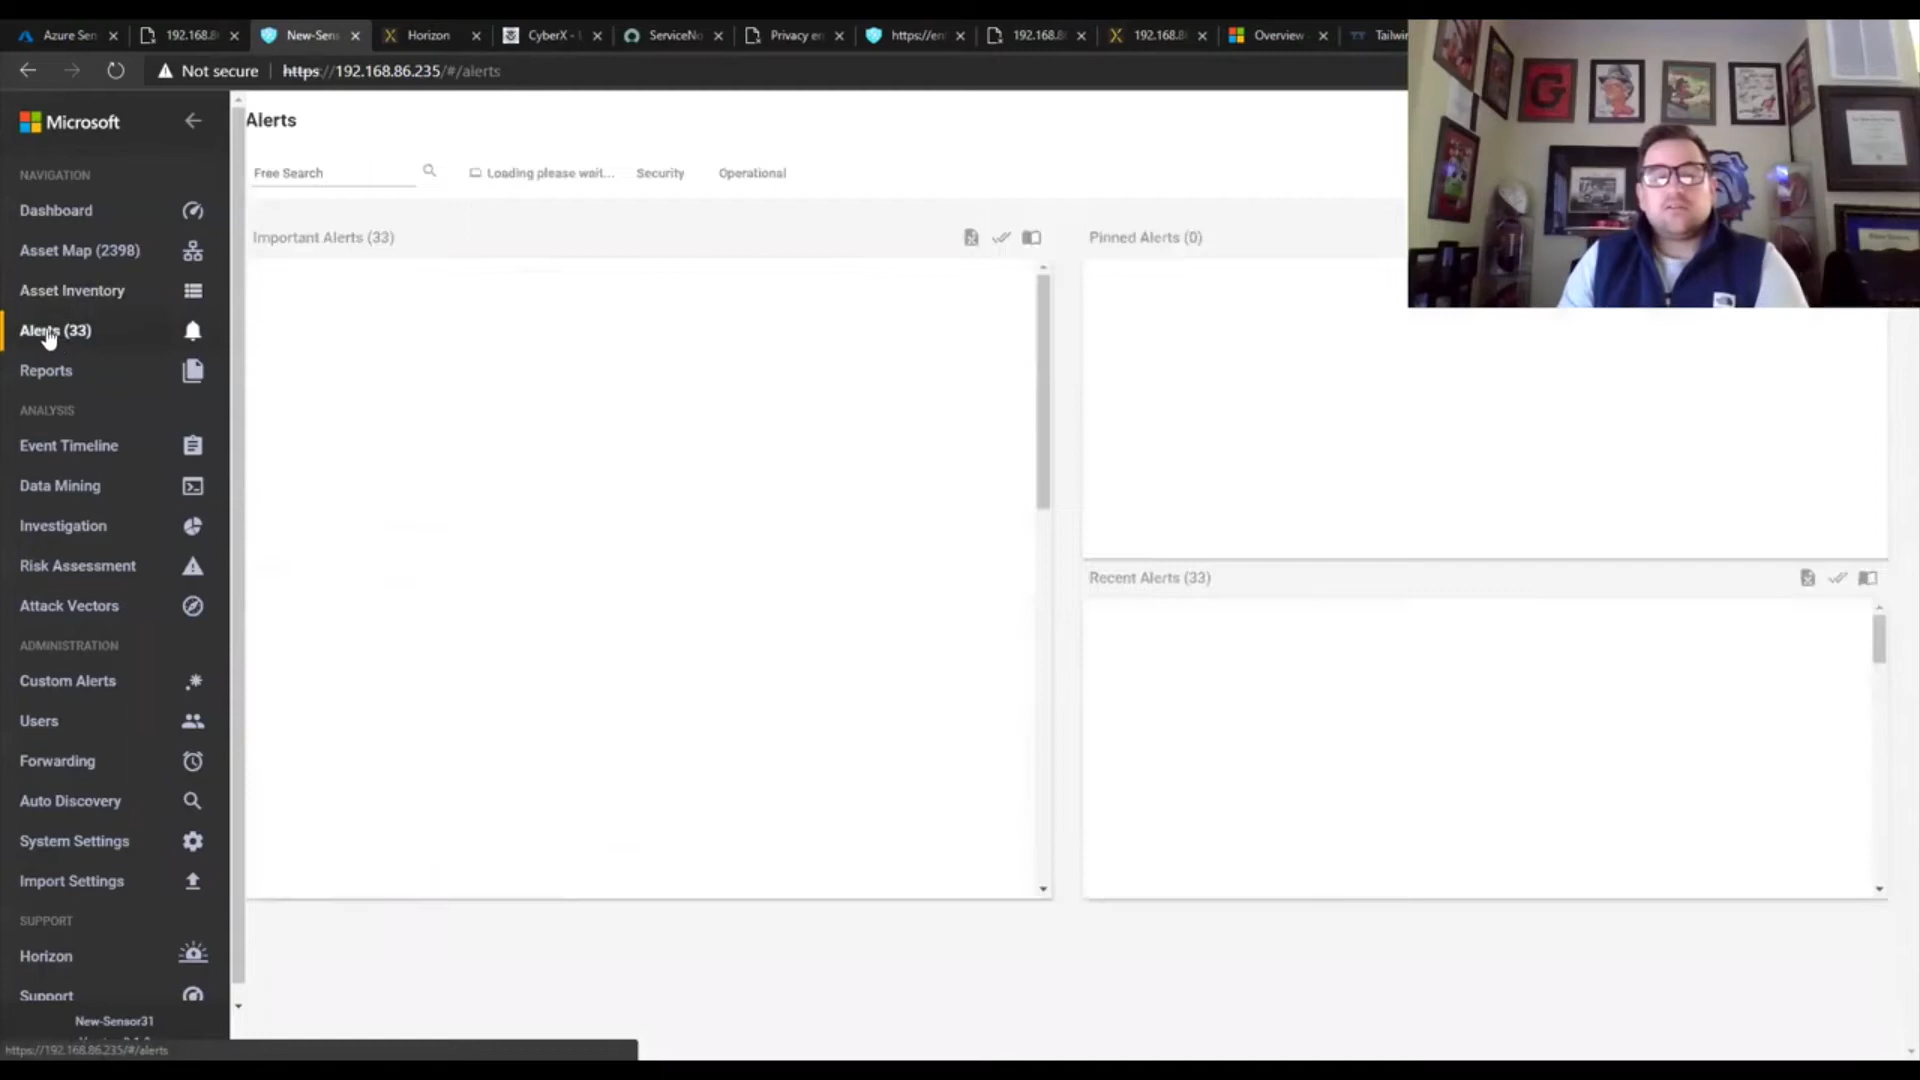 Azure Sen
192.168.8
New-Sens
Horizon
CyberX -
ServiceNo
Privacy er
https://en
192.168.8
192.168.8
Overview
Tailwi
Not secure
https://192.168.86.235/#/alerts
Microsoft
NAVIGATION
Dashboard
Asset Map (2398)
Asset Inventory
Alerts (33)
Reports
ANALYSIS
Event Timeline
Data Mining
Investigation
Risk Assessment
Attack Vectors
ADMINISTRATION
Custom Alerts
Users
Forwarding
Auto Discovery
System Settings
Import Settings
SUPPORT
Horizon
Support
New-Sensor31
https://192.168.86.235/#/alerts
Alerts
Free Search
Loading please wait...
Security
Operational
Important Alerts (33)
Pinned Alerts (0)
Recent Alerts (33)
G